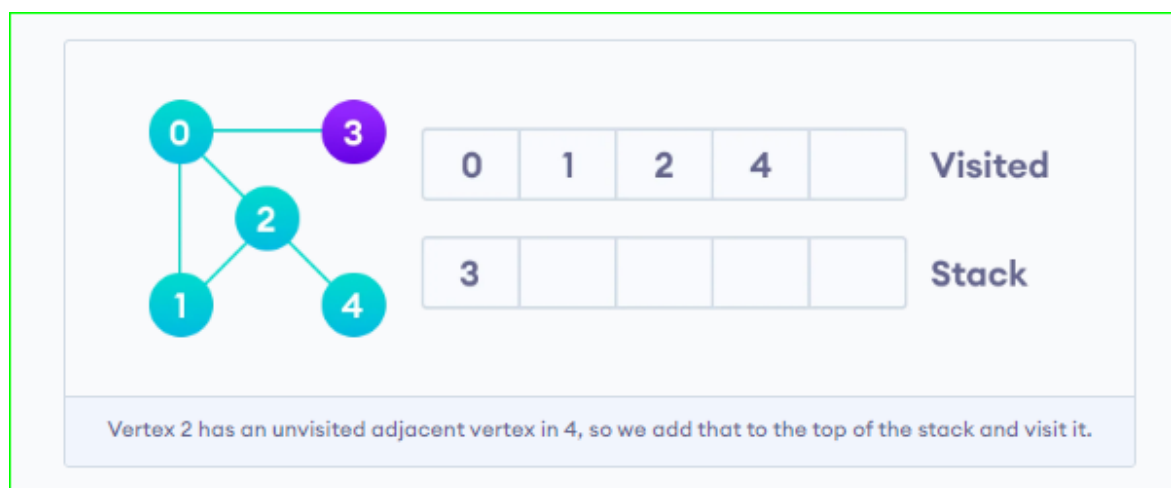 0 3
0 1 2 4 Visited
2
3 Stack
1 4
Vertex 2 has an unvisited adjacent vertex in 4, so we add that to the top of the stack and visit it.